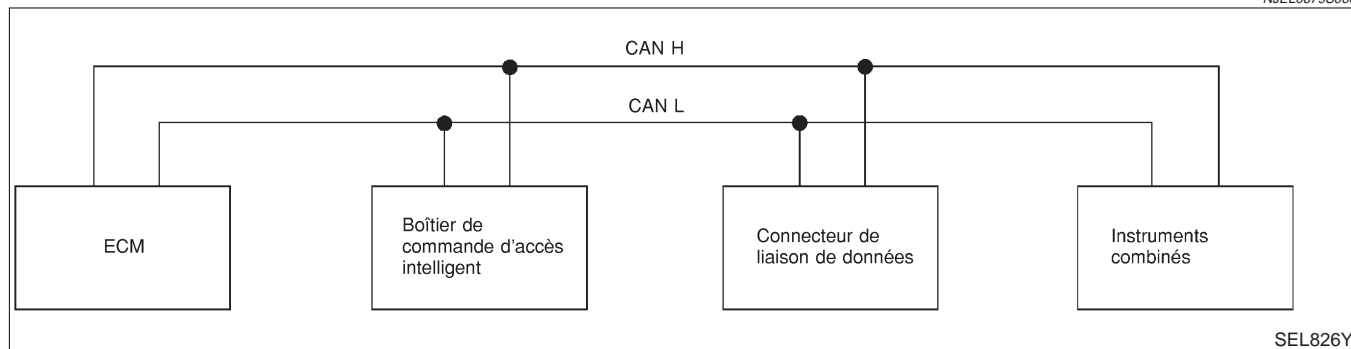 CAN H
CAN L
ECM
Boîtier de
commande d'accès
intelligent
Connecteur de
liaison de données
Instruments
combinés
SEL826Y